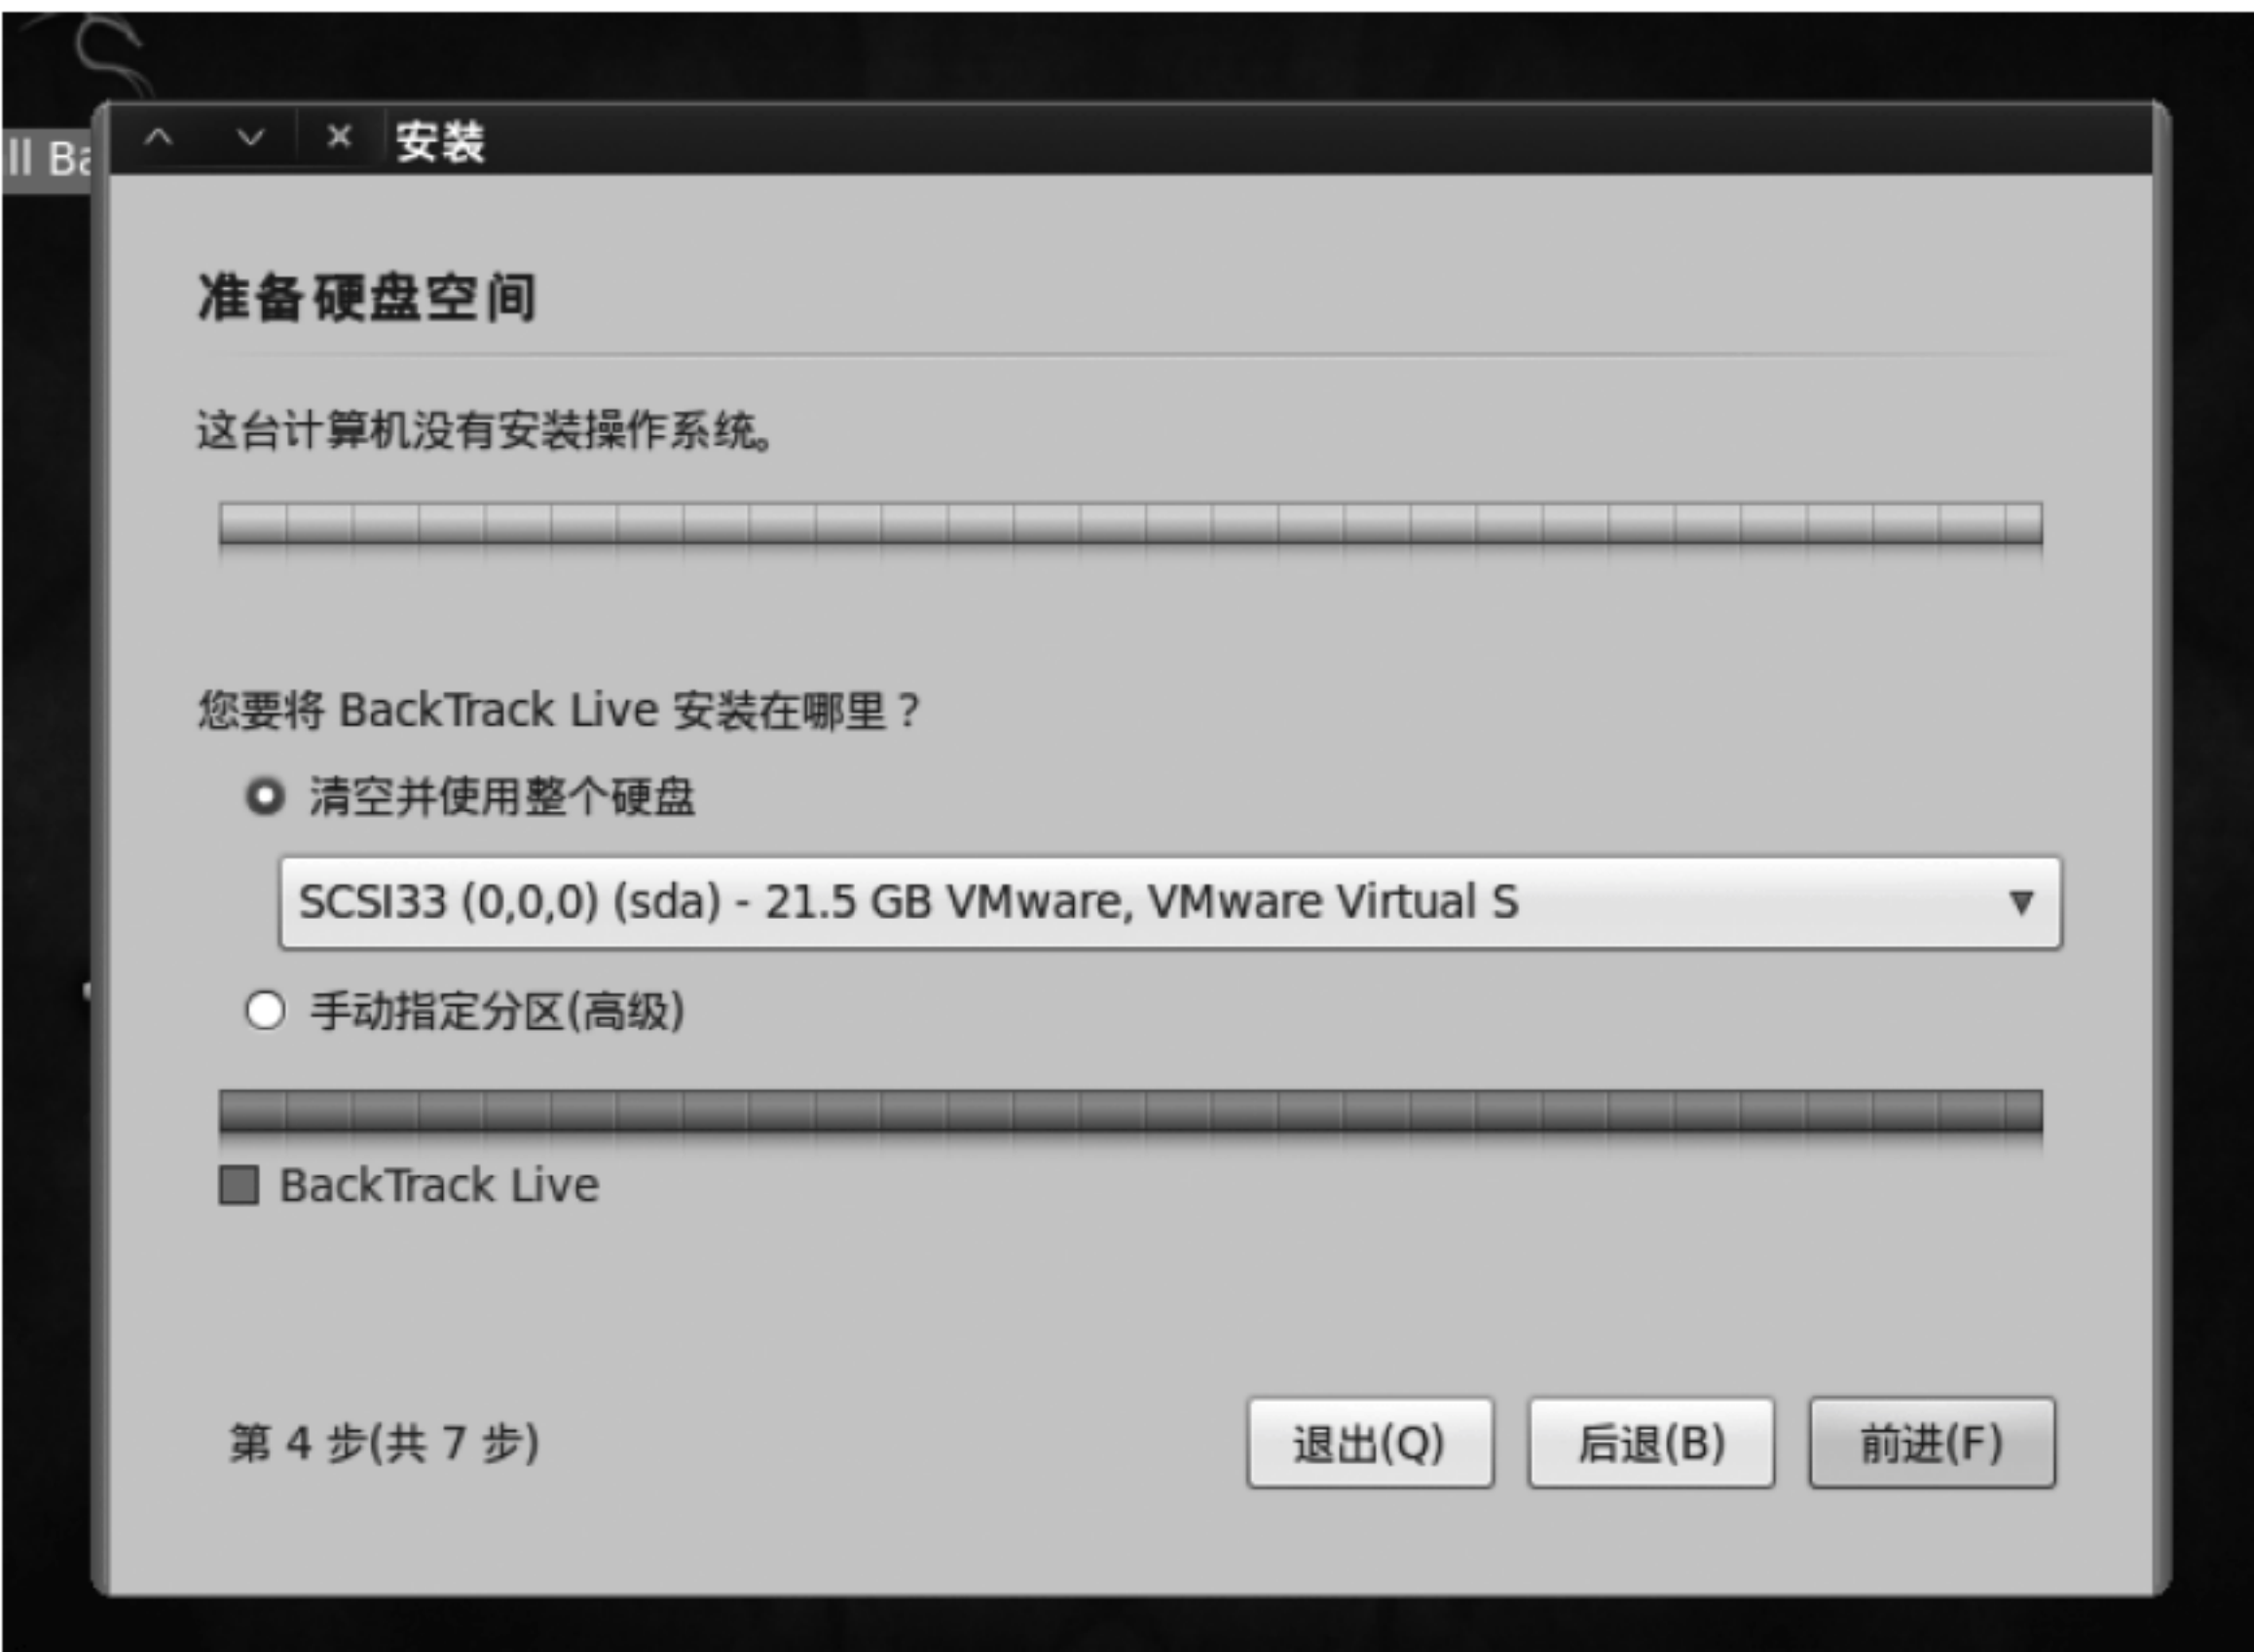 ll Ba
安装
准备硬盘空间
这台计算机没有安装操作系统。
您要将 BackTrack Live 安装在哪里？
清空并使用整个硬盘
SCSI33 (0,0,0) (sda) - 21.5 GB VMware, VMware Virtual S
手动指定分区(高级)
BackTrack Live
第 4 步(共 7 步)
退出(Q)
后退(B)
前进(F)